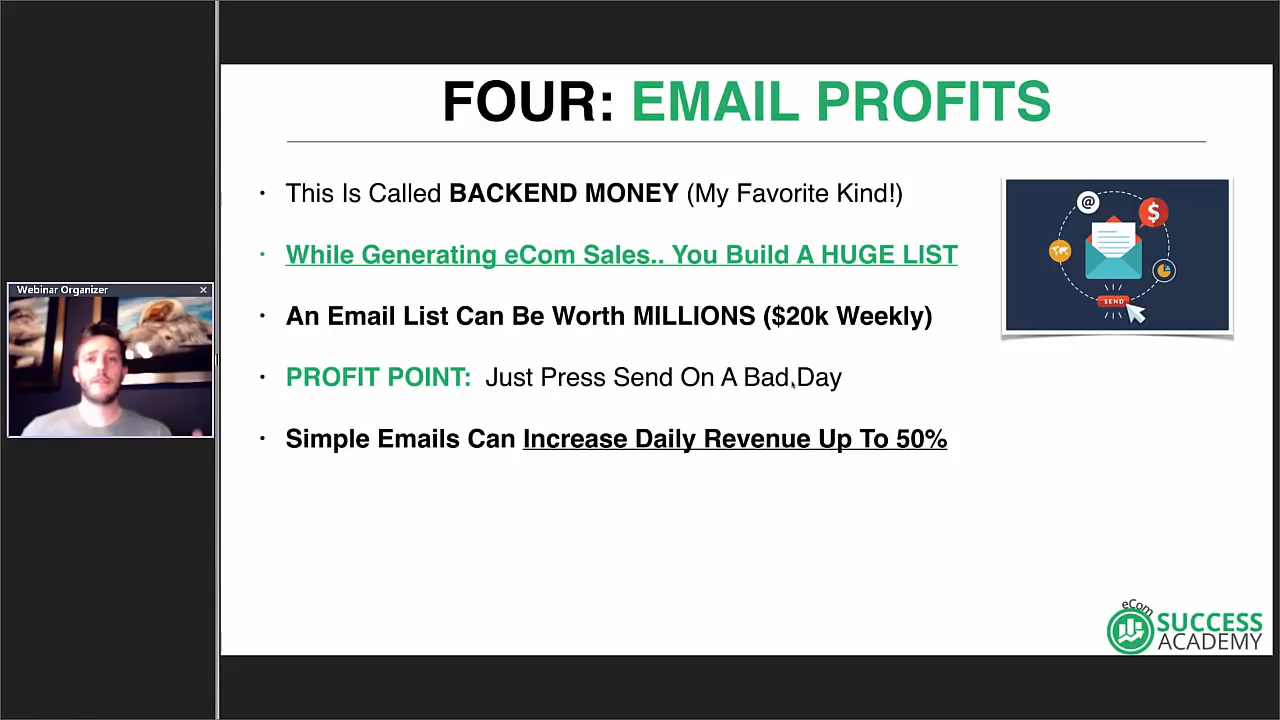 FOUR: EMAIL PROFITS
• This Is Called BACKEND MONEY (My Favorite Kind!)
• While Generating eCom Sales.. You Build A HUGE LIST
• An Email List Can Be Worth MILLIONS ($20k Weekly)
• PROFIT POINT: Just Press Send On A Bad Day
• Simple Emails Can Increase Daily Revenue Up To 50%
@
$
SEND
Webinar Organizer
eCom
SUCCESS
ACADEMY